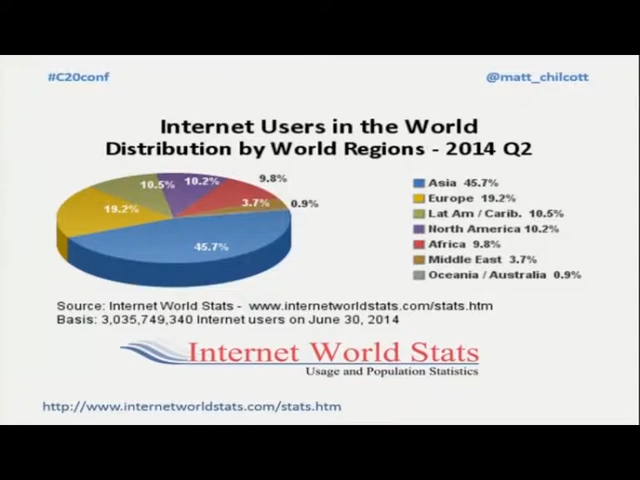 #C20conf
@matt_chilcott
Internet Users in the World
Distribution by World Regions - 2014 Q2
9.8%
10.2%
10.5%
3.7%
0.9%
19.2%
45.7%
Asia 45.7%
Europe 19.2%
Lat Am / Carib. 10.5%
North America 10.2%
Africa 9.8%
Middle East 3.7%
Oceania / Australia 0.9%
Source: Internet World Stats - www.internetworldstats.com/stats.htm
Basis: 3,035,749,340 Internet users on June 30, 2014
Internet World Stats
Usage and Population Statistics
http://www.internetworldstats.com/stats.htm